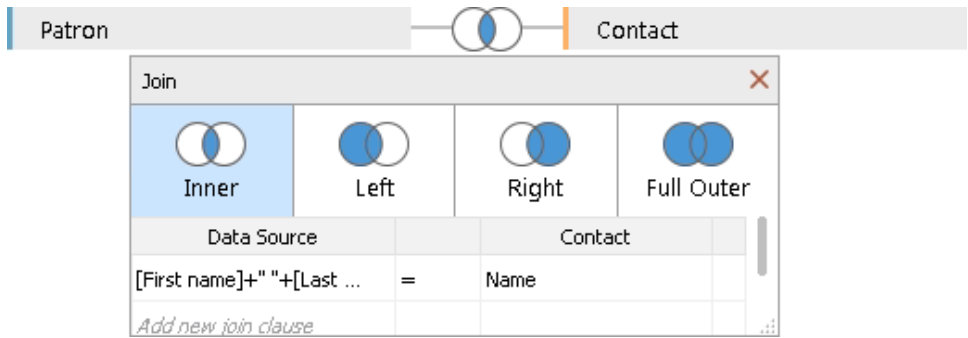 Patron Contact
Join
Inner Left Right Full Outer
Data Source Contact
[First name]+" "+[Last ... = Name
Add new join clause